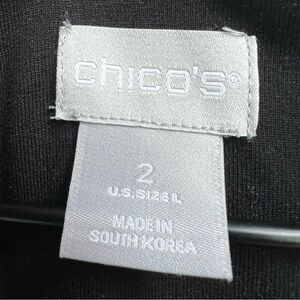 chico's®
2
U.S. SIZE L
MADE IN
SOUTH KOREA